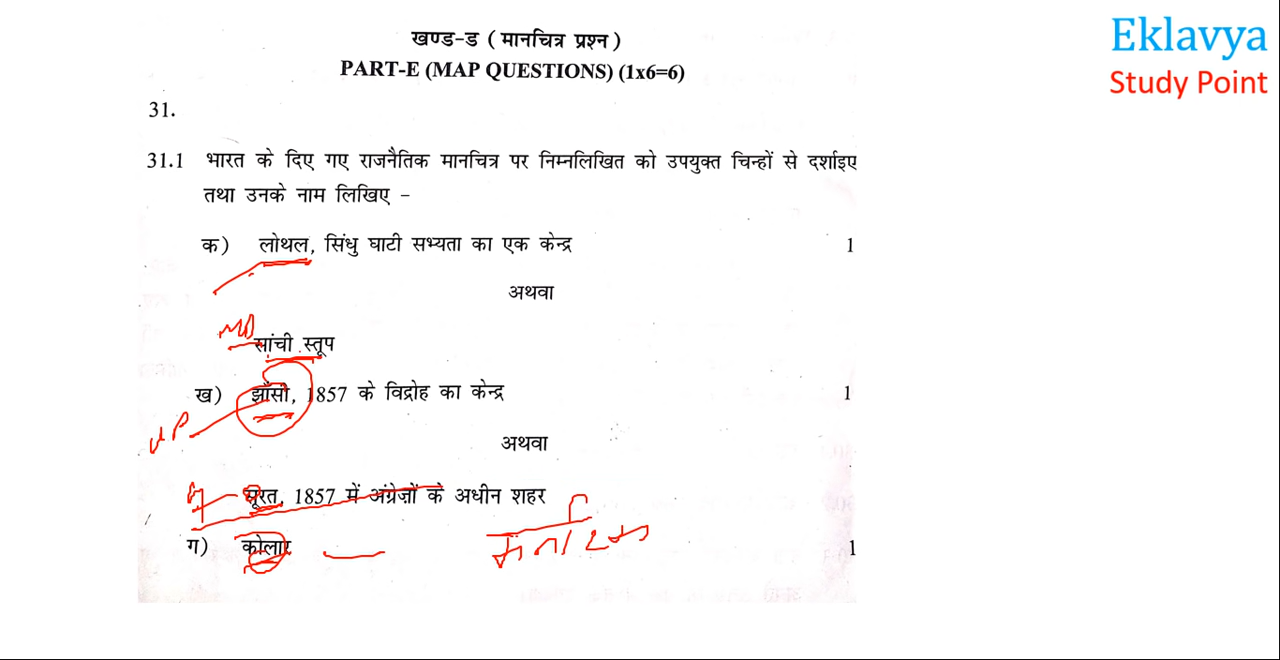 खण्ड-ड ( मानचित्र प्रश्न )
PART-E (MAP QUESTIONS) (1x6=6)
Eklavya
Study Point
31.
31.1 भारत के दिए गए राजनैतिक मानचित्र पर निम्नलिखित को उपयुक्त चिन्हों से दर्शाइए
तथा उनके नाम लिखिए -
क) लोथल, सिंधु घाटी सभ्यता का एक केन्द्र 1
अथवा
सांची स्तूप
ख) झाँसी, 1857 के विद्रोह का केन्द्र 1
UP
अथवा
सूरत, 1857 में अंग्रेज़ों के अधीन शहर
ग) कोलार 1